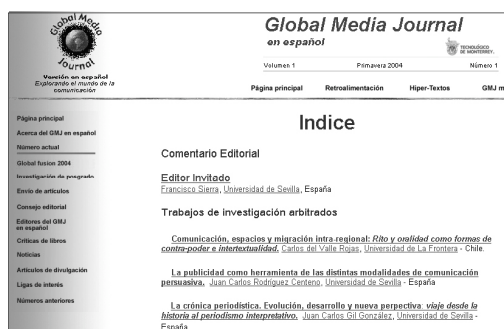 Global Media
Journal
Versión en español
Explorando el mundo de la
comunicación
Global Media Journal
en español
TECNOLÓGICO
DE MONTERREY.
Volumen 1 Primavera 2004 Número 1
Página principal Retroalimentación Hiper-Textos GMJ m
Página principal
Acerca del GMJ en español
Número actual
Global fusion 2004
Investigación de posgrado
Envío de artículos
Consejo editorial
Editores del GMJ
en español
Críticas de libros
Noticias
Artículos de divulgación
Ligas de interés
Números anteriores
Indice
Comentario Editorial
Editor Invitado
Francisco Sierra, Universidad de Sevilla, España
Trabajos de investigación arbitrados
Comunicación, espacios y migración intra-regional: Rito y oralidad como formas de
contra-poder e intertextualidad. Carlos del Valle Rojas, Universidad de La Frontera - Chile.
La publicidad como herramienta de las distintas modalidades de comunicación
persuasiva. Juan Carlos Rodríguez Centeno, Universidad de Sevilla - España
La crónica periodística. Evolución, desarrollo y nueva perpectiva: viaje desde la
historia al periodismo interpretativo. Juan Carlos Gil González, Universidad de Sevilla -
España